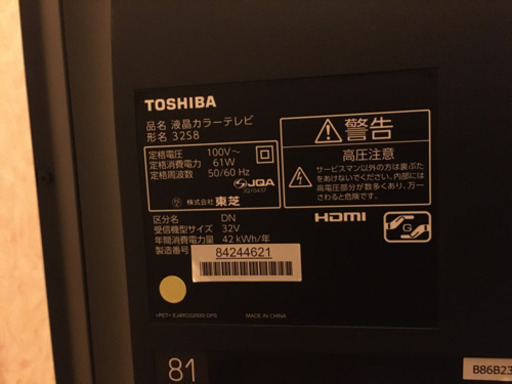 TOSHIBA
品名 液晶カラーテレビ
形名 32S8
定格電圧 100V~
定格消費電力 61W
定格周波数 50/60 Hz
JQA
株式会社 東芝
区分名 DN
受信機型サイズ 32V
年間消費電力量 42 kWh/年
製造番号
84244621
警告
高圧注意
サービスマン以外の方は裏ぶたをあけないでください。内部には高電圧部分が数多くあり、万一さわると危険です。
HDMI
G
MADE IN CHINA
81
B86B23